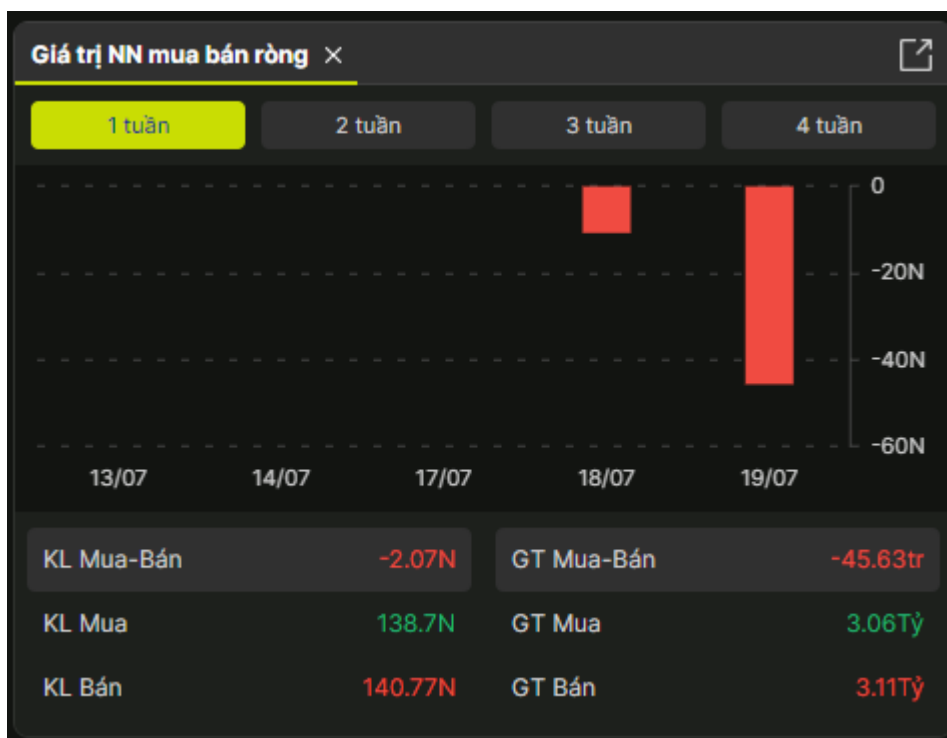 Giá trị NN mua bán ròng ×
1 tuần 2 tuần 3 tuần 4 tuần
0
-20N
-40N
-60N
13/07 14/07 17/07 18/07 19/07
KL Mua-Bán -2.07N GT Mua-Bán -45.63tr
KL Mua 138.7N GT Mua 3.06Tỷ
KL Bán 140.77N GT Bán 3.11Tỷ